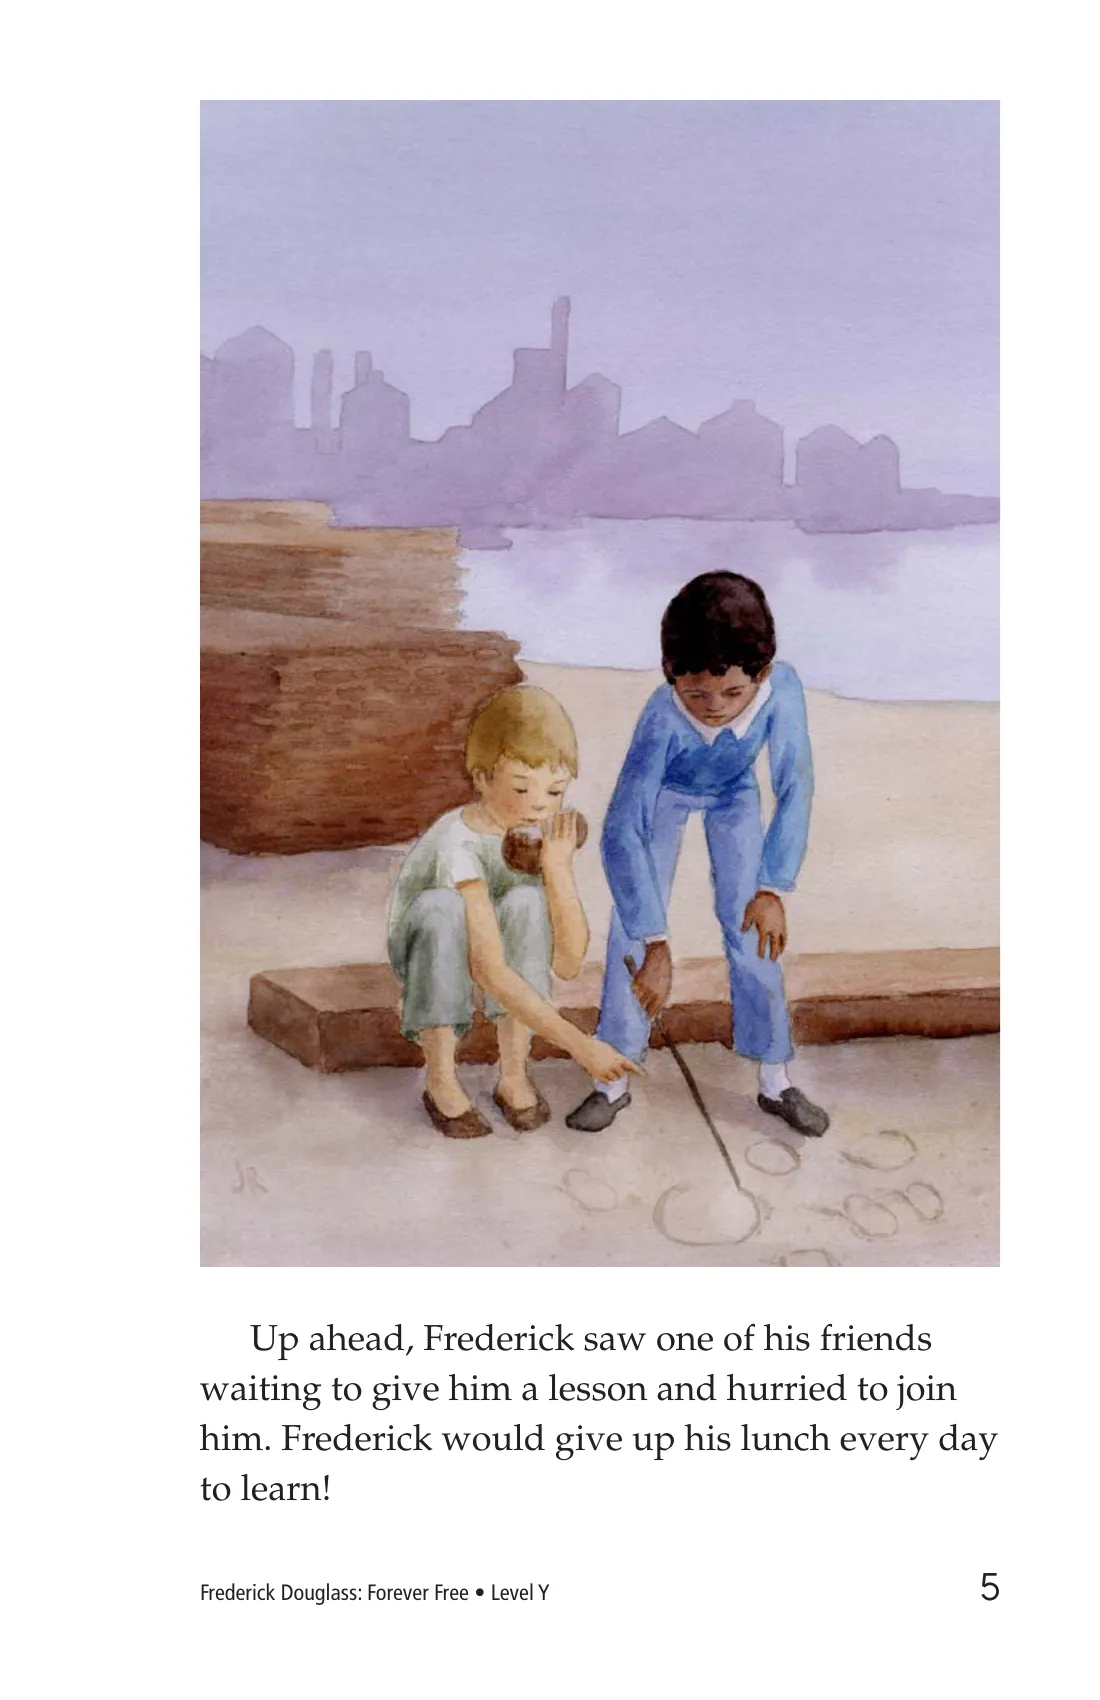 JR
Up ahead, Frederick saw one of his friends
waiting to give him a lesson and hurried to join
him. Frederick would give up his lunch every day
to learn!
Frederick Douglass: Forever Free • Level Y
5